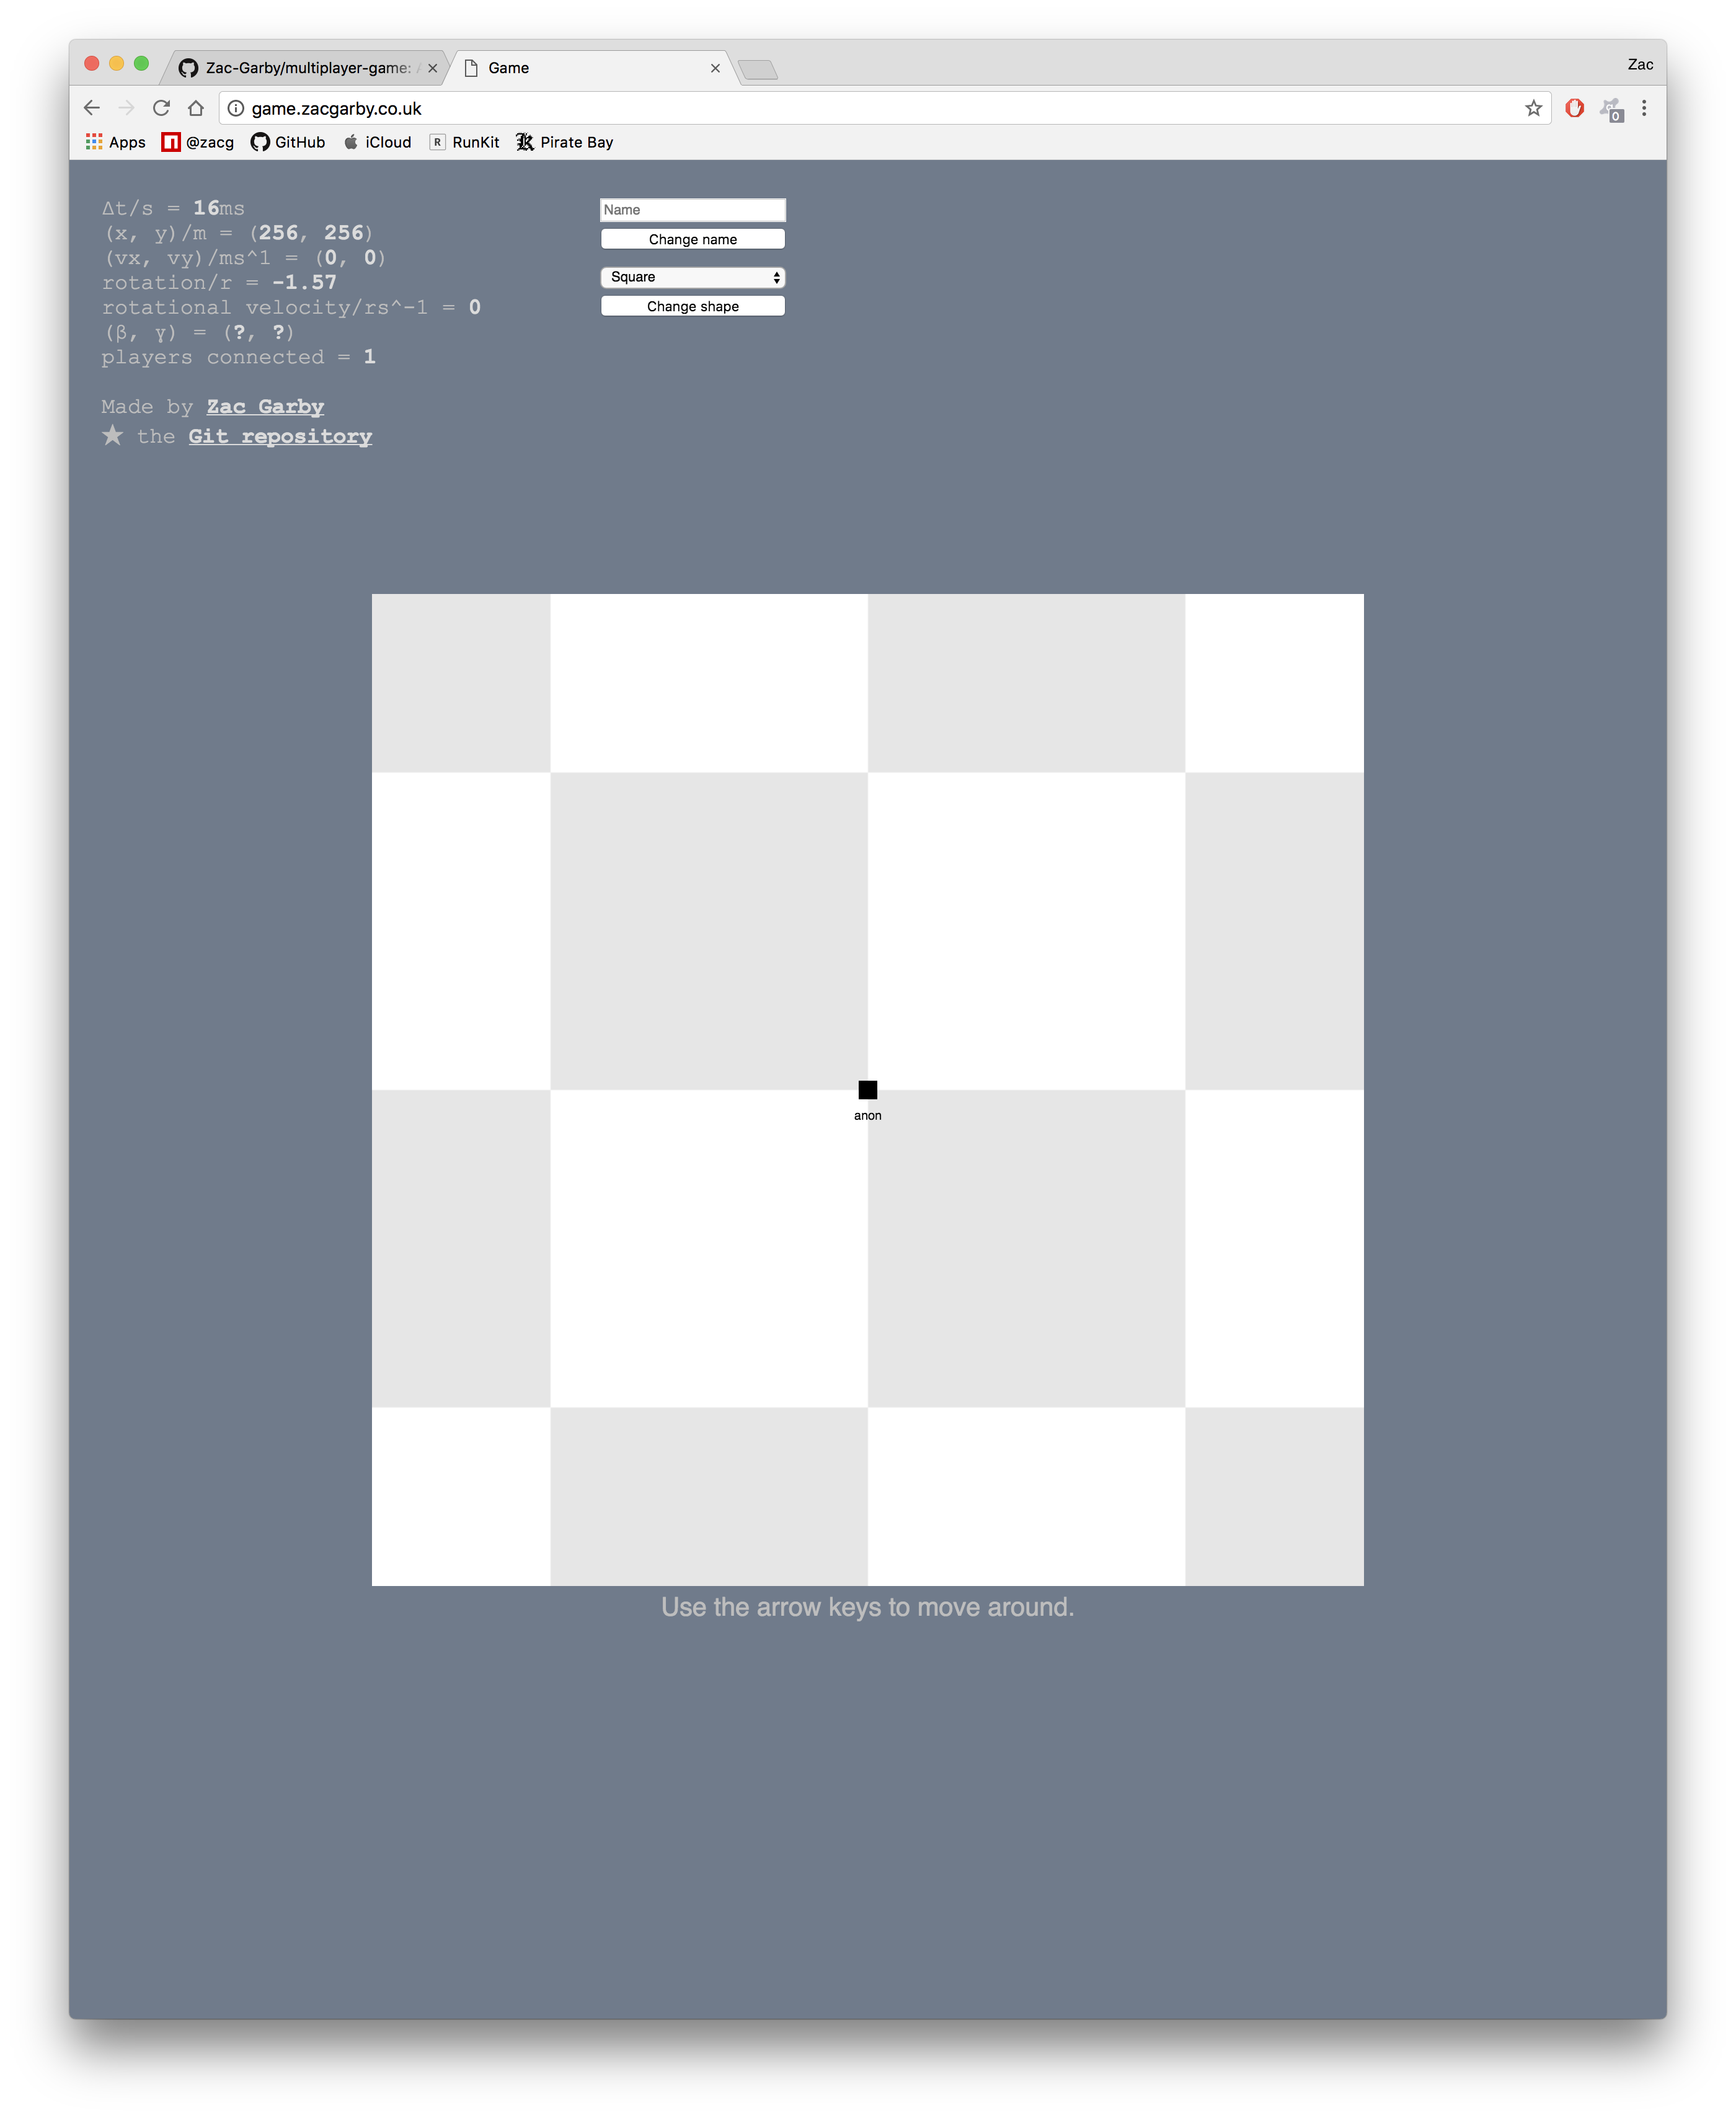 Zac-Garby/multiplayer-game:
Game
Zac
game.zacgarby.co.uk
0
Apps
@zacg
GitHub
iCloud
R RunKit
Pirate Bay
Δt/s = 16ms
(x, y)/m = (256, 256)
(vx, vy)/ms^1 = (0, 0)
rotation/r = -1.57
rotational velocity/rs^-1 = 0
(β, γ) = (?, ?)
players connected = 1
Made by Zac Garby
★ the Git repository
Name
Change name
Square
Change shape
anon
Use the arrow keys to move around.